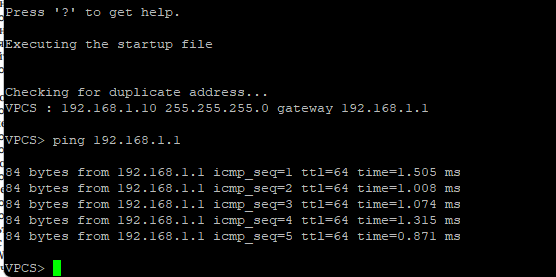 Press '?' to get help.
Executing the startup file
Checking for duplicate address...
VPCS : 192.168.1.10 255.255.255.0 gateway 192.168.1.1
VPCS> ping 192.168.1.1
84 bytes from 192.168.1.1 icmp_seq=1 ttl=64 time=1.505 ms
84 bytes from 192.168.1.1 icmp_seq=2 ttl=64 time=1.008 ms
84 bytes from 192.168.1.1 icmp_seq=3 ttl=64 time=1.074 ms
84 bytes from 192.168.1.1 icmp_seq=4 ttl=64 time=1.315 ms
84 bytes from 192.168.1.1 icmp_seq=5 ttl=64 time=0.871 ms
VPCS>